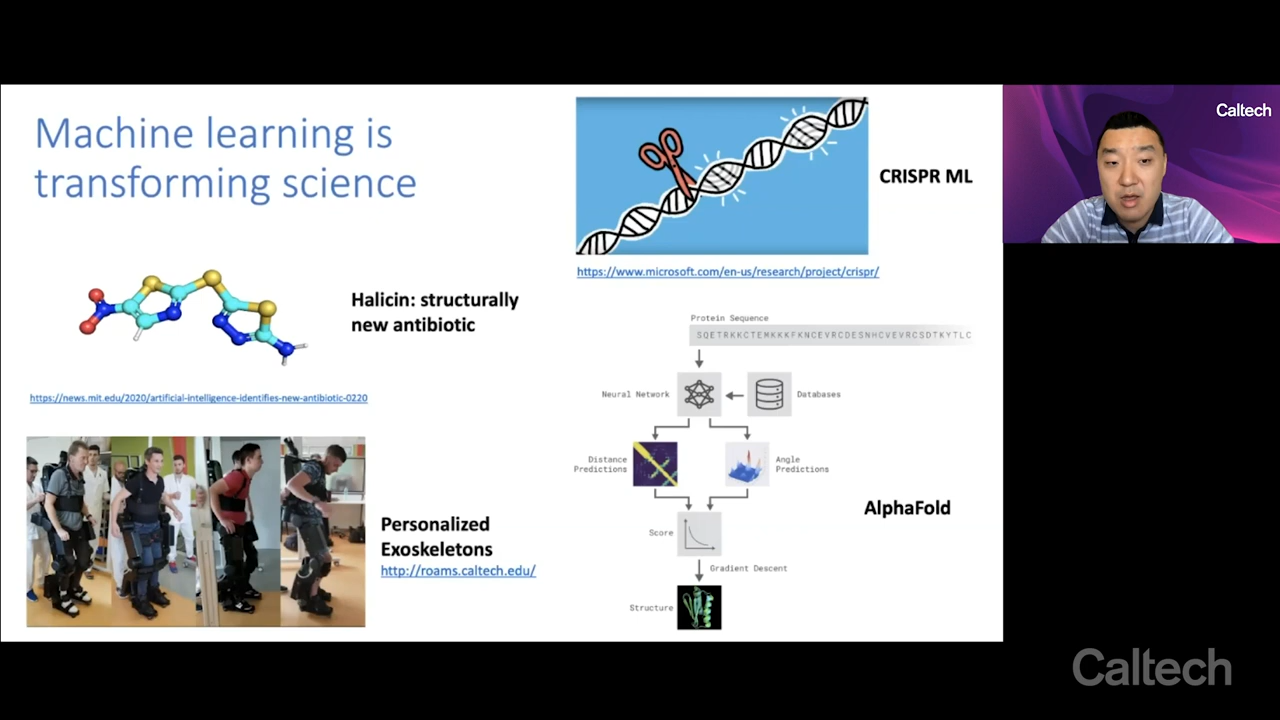 Machine learning is
transforming science
Halicin: structurally
new antibiotic
https://news.mit.edu/2020/artificial-intelligence-identifies-new-antibiotic-0220
Personalized
Exoskeletons
http://roams.caltech.edu/
CRISPR ML
https://www.microsoft.com/en-us/research/project/crispr/
Protein Sequence
SQETRKKCTEMKKKFKNCEVRCDESNHCVEVRCSDTKYTLC
Neural Network
Databases
Distance
Predictions
Angle
Predictions
Score
Gradient Descent
Structure
AlphaFold
Caltech
Caltech